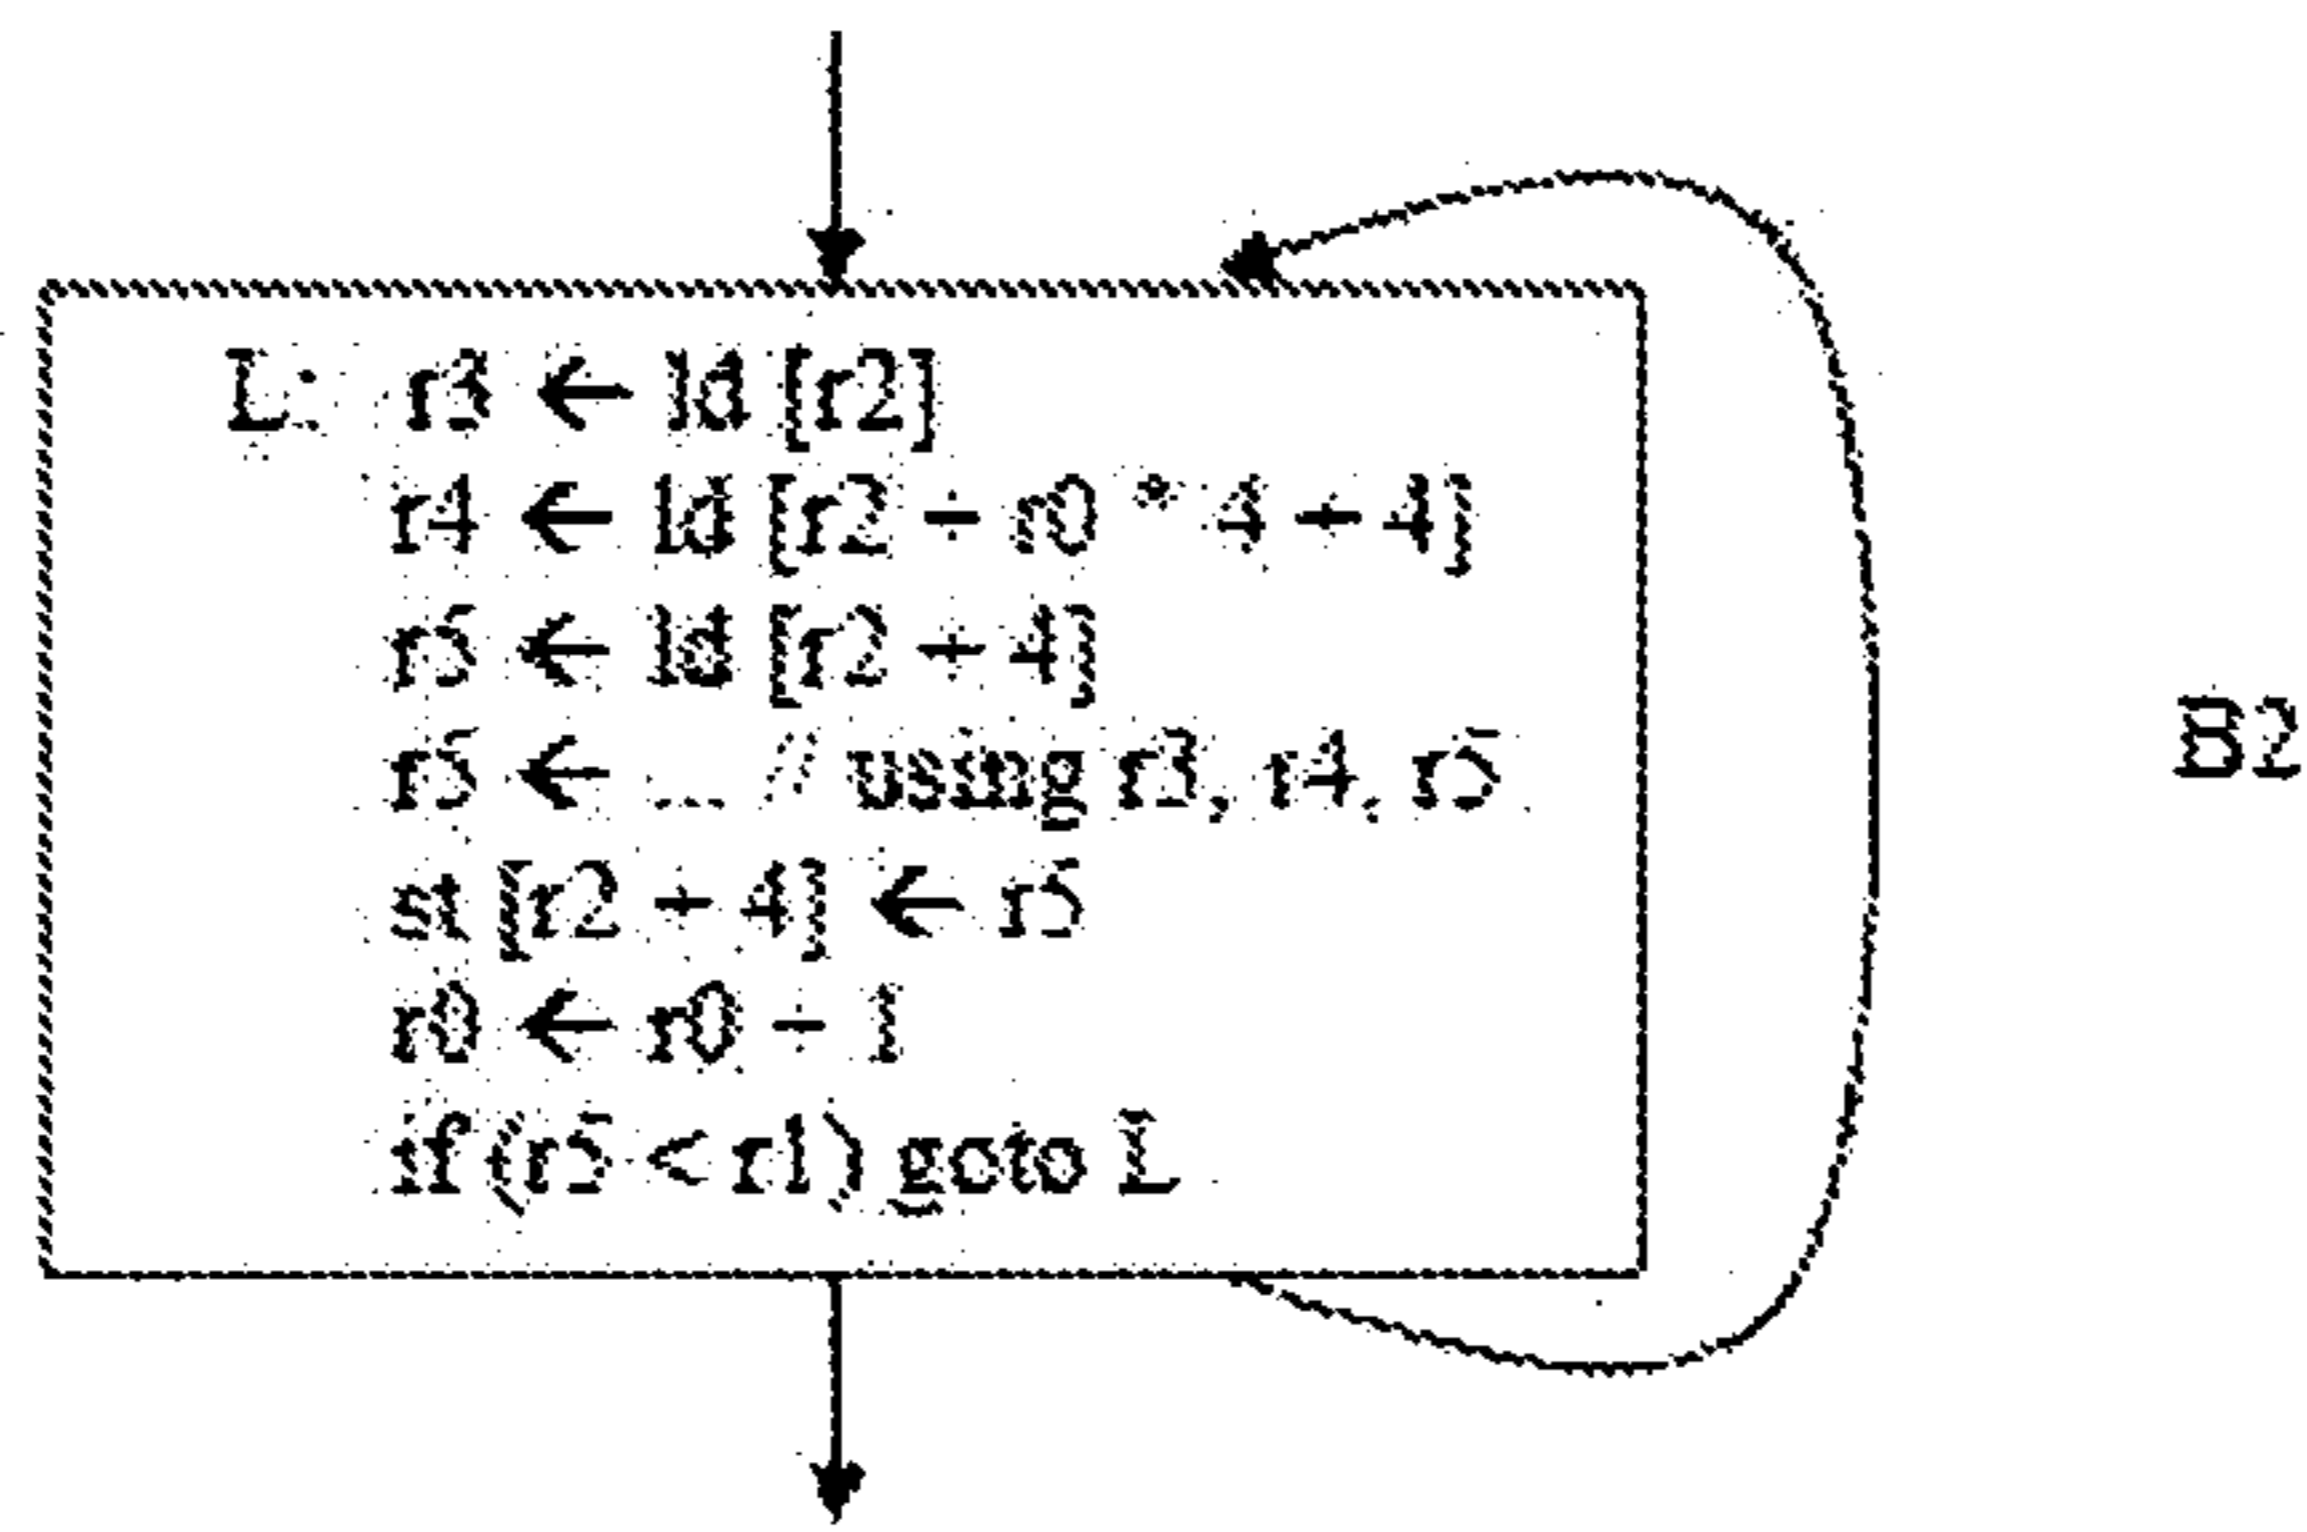 L: r3 ← ld [r2]
r4 ← ld [r2 + r0 * 4 + 4]
r5 ← ld [r2 + 4]
r5 ← ... // using r3, r4, r5
st [r2 + 4] ← r5
r0 ← r0 + 1
if (r5 < r1) goto L
B2